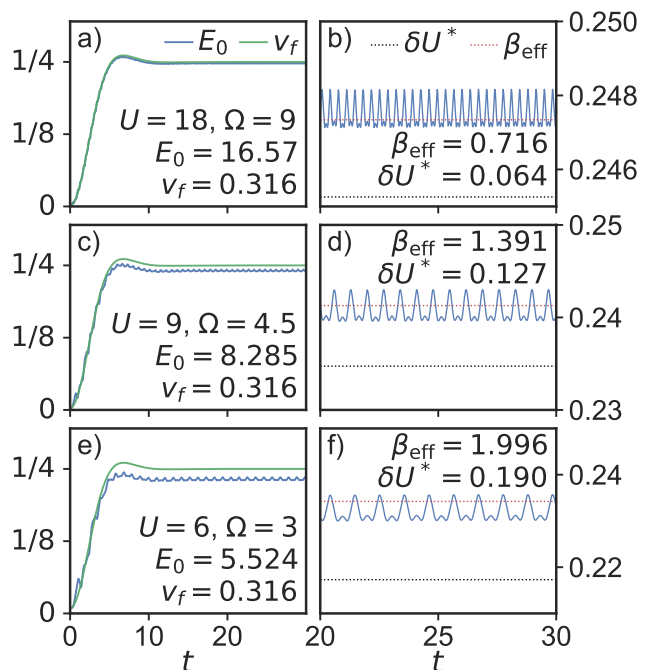 a) E₀ v_f
1/4
1/8
0
U = 18, Ω = 9
E₀ = 16.57
v_f = 0.316
b) δU* β_eff
0.250
0.248
0.246
β_eff = 0.716
δU* = 0.064
c)
1/4
1/8
0
U = 9, Ω = 4.5
E₀ = 8.285
v_f = 0.316
d)
0.25
0.24
0.23
β_eff = 1.391
δU* = 0.127
e)
1/4
1/8
0
U = 6, Ω = 3
E₀ = 5.524
v_f = 0.316
0 10 20
t
f)
β_eff = 1.996
δU* = 0.190
0.24
0.22
20 25 30
t